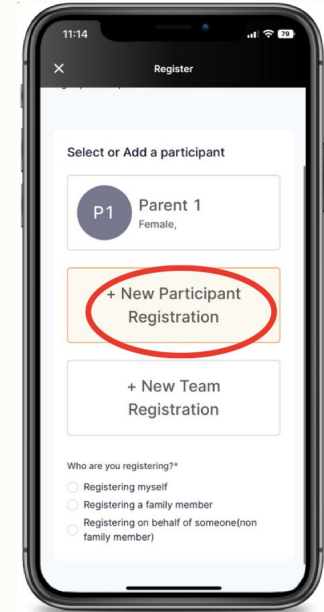 11:14
79
Register
Select or Add a participant
P1
Parent 1
Female,
+ New Participant
Registration
+ New Team
Registration
Who are you registering?*
Registering myself
Registering a family member
Registering on behalf of someone(non
family member)